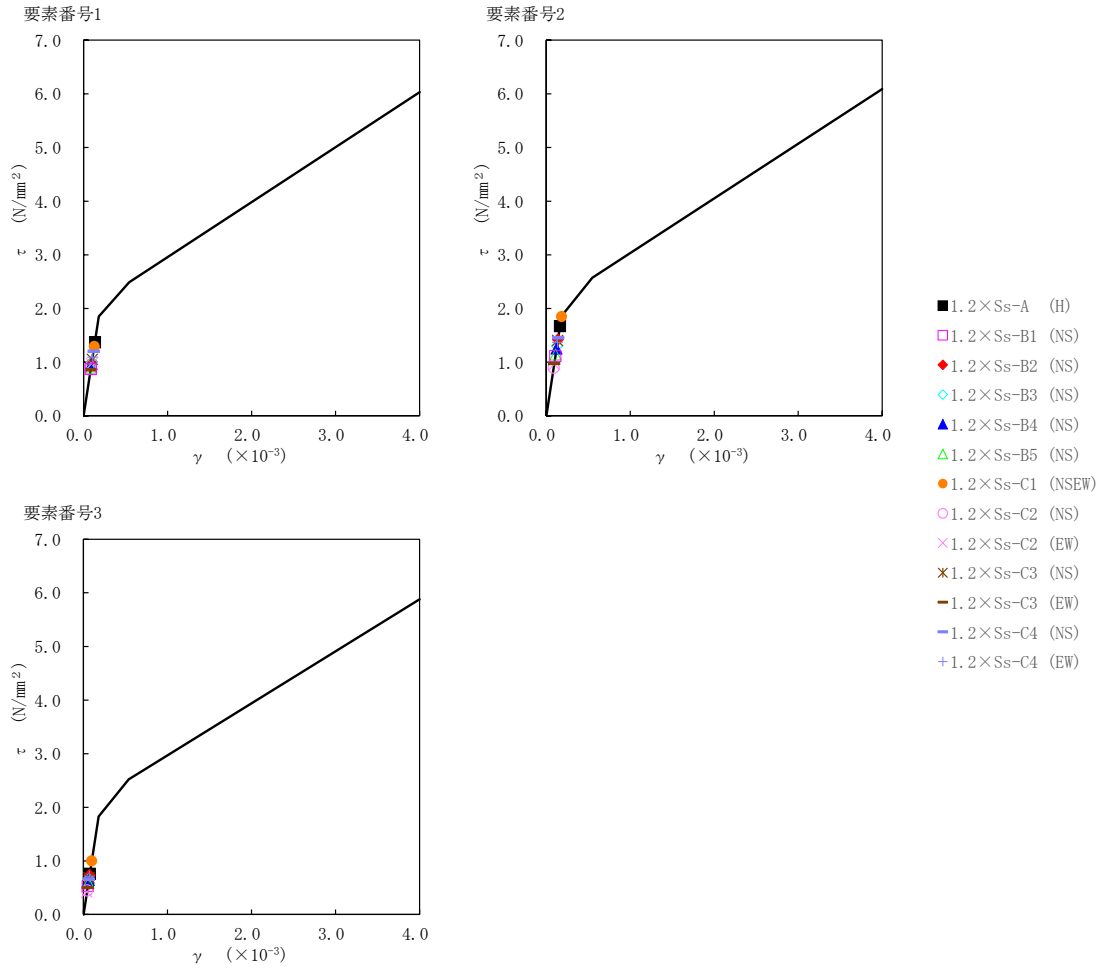 要素番号1
7.0
6.0
5.0
4.0
3.0
2.0
1.0
0.0
τ (N/mm²)
0.0 1.0 2.0 3.0 4.0
γ (×10⁻³)
要素番号2
7.0
6.0
5.0
4.0
3.0
2.0
1.0
0.0
τ (N/mm²)
0.0 1.0 2.0 3.0 4.0
γ (×10⁻³)
要素番号3
7.0
6.0
5.0
4.0
3.0
2.0
1.0
0.0
τ (N/mm²)
0.0 1.0 2.0 3.0 4.0
γ (×10⁻³)
1.2×Ss-A (H)
1.2×Ss-B1 (NS)
1.2×Ss-B2 (NS)
1.2×Ss-B3 (NS)
1.2×Ss-B4 (NS)
1.2×Ss-B5 (NS)
1.2×Ss-C1 (NSEW)
1.2×Ss-C2 (NS)
1.2×Ss-C2 (EW)
1.2×Ss-C3 (NS)
1.2×Ss-C3 (EW)
1.2×Ss-C4 (NS)
1.2×Ss-C4 (EW)